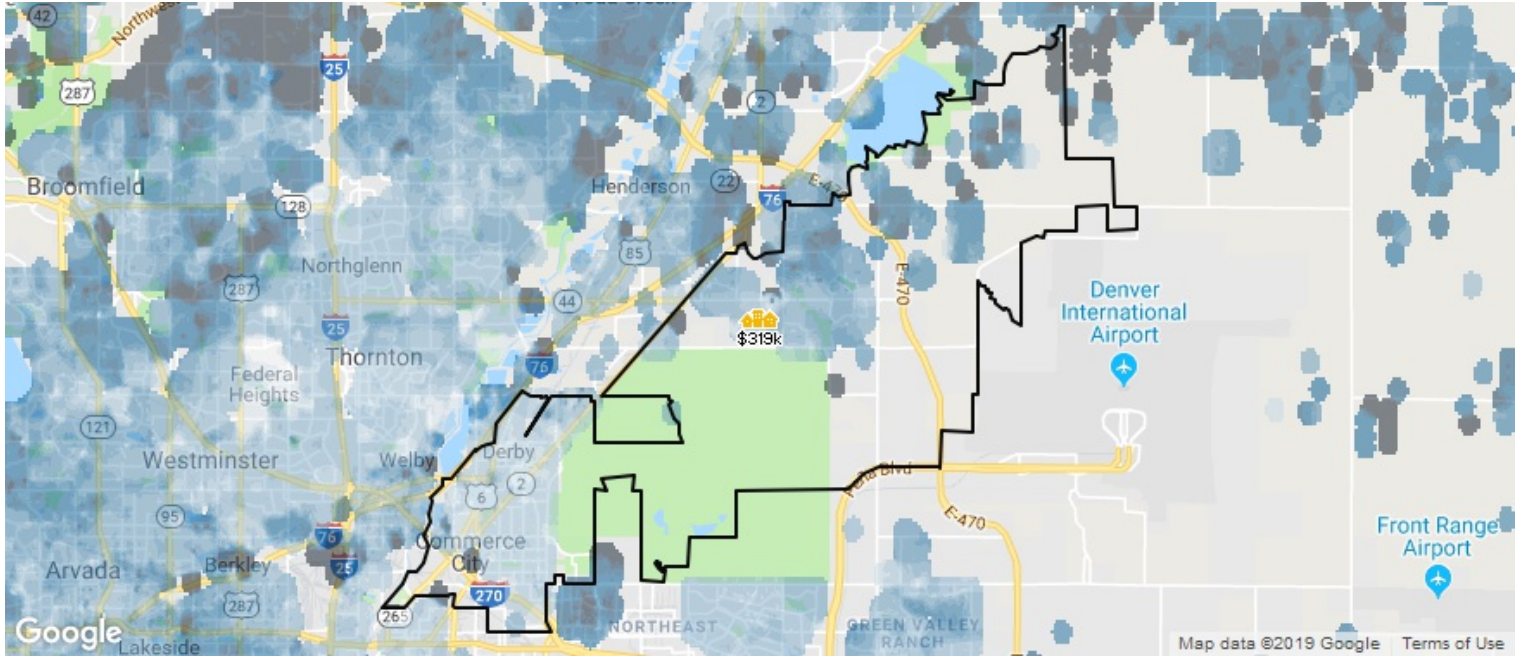 42
Northwest
25
287
2
Broomfield
Henderson
22
76
E-470
128
85
Northglenn
287
E-470
44
Denver
International
Airport
$319k
25
Thornton
76
Federal
Heights
121
Westminster
Welby
Derby
6
2
Peña Blvd
95
E-470
76
Commerce
City
Front Range
Airport
Arvada
Berkley
25
270
287
265
NORTHEAST
GREEN VALLEY
RANCH
Google
Lakeside
Map data ©2019 Google
Terms of Use